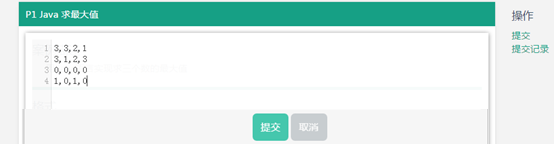 P1 Java 求最大值
操作
提交
提交记录
1 3,3,2,1
2 3,1,2,3
3 0,0,0,0
4 1,0,1,0
提交 取消